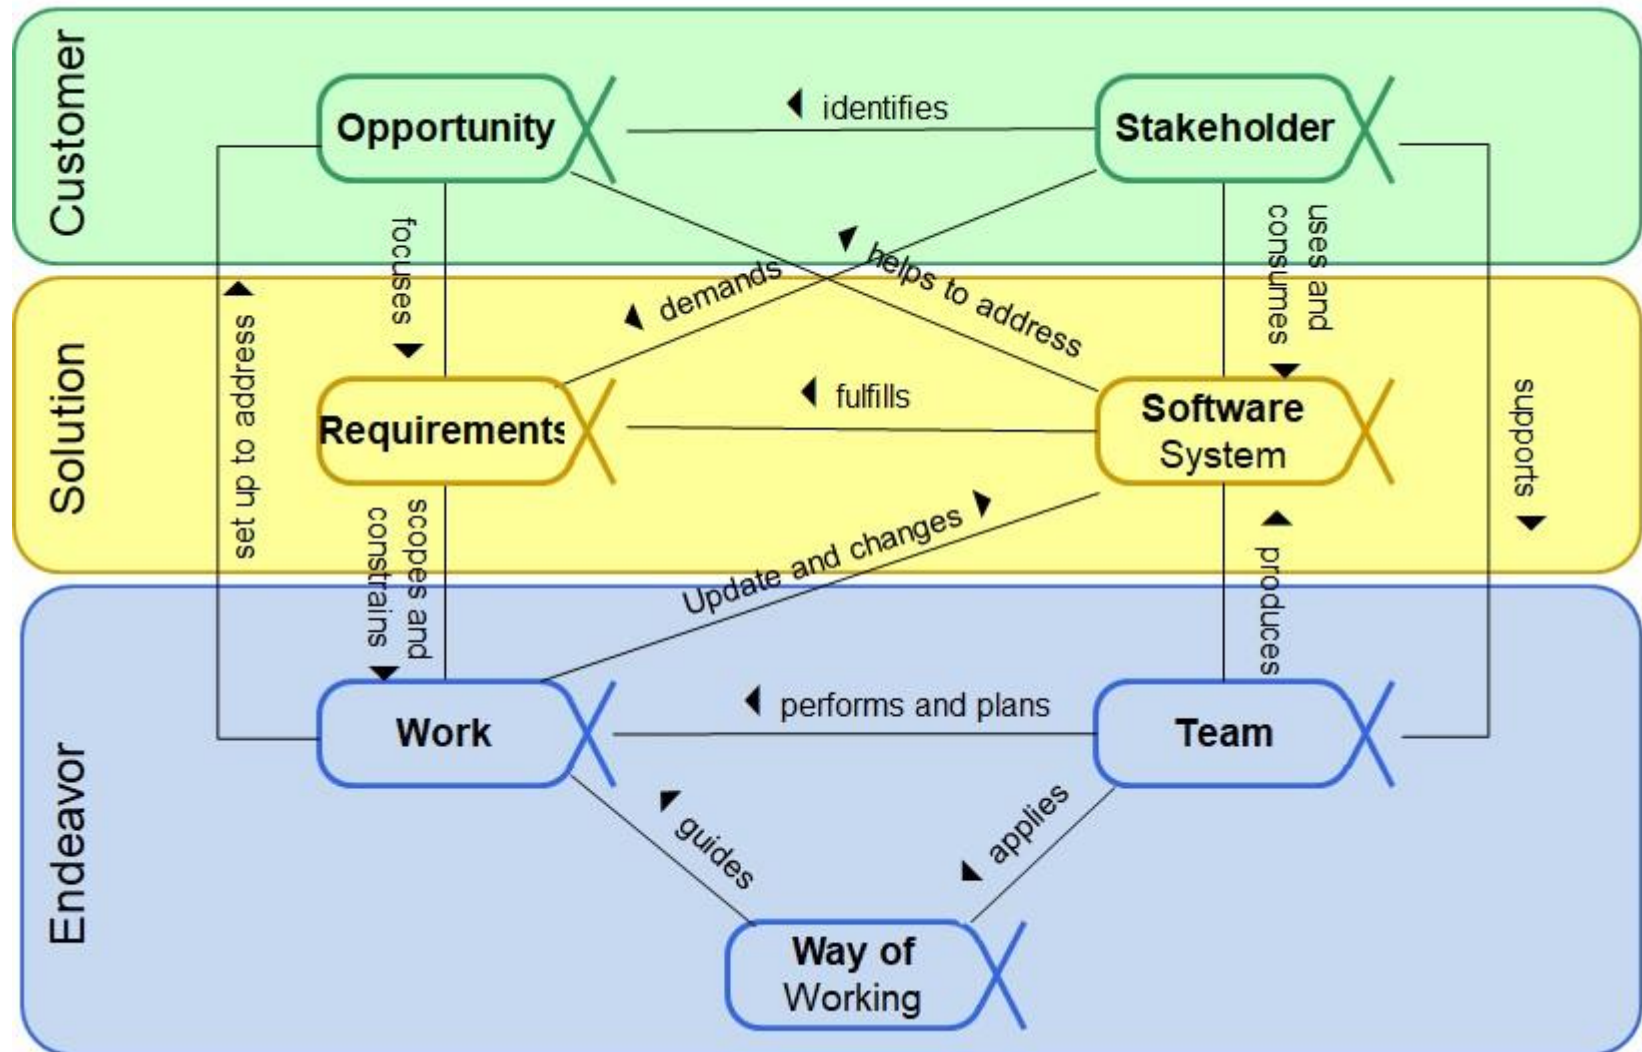 Customer
Opportunity
identifies
Stakeholder
focuses
demands
helps to address
uses and
consumes
Solution
set up to address
Requirements
fulfills
Software
System
supports
scopes and
constrains
Update and changes
produces
Endeavor
Work
performs and plans
Team
guides
applies
Way of
Working